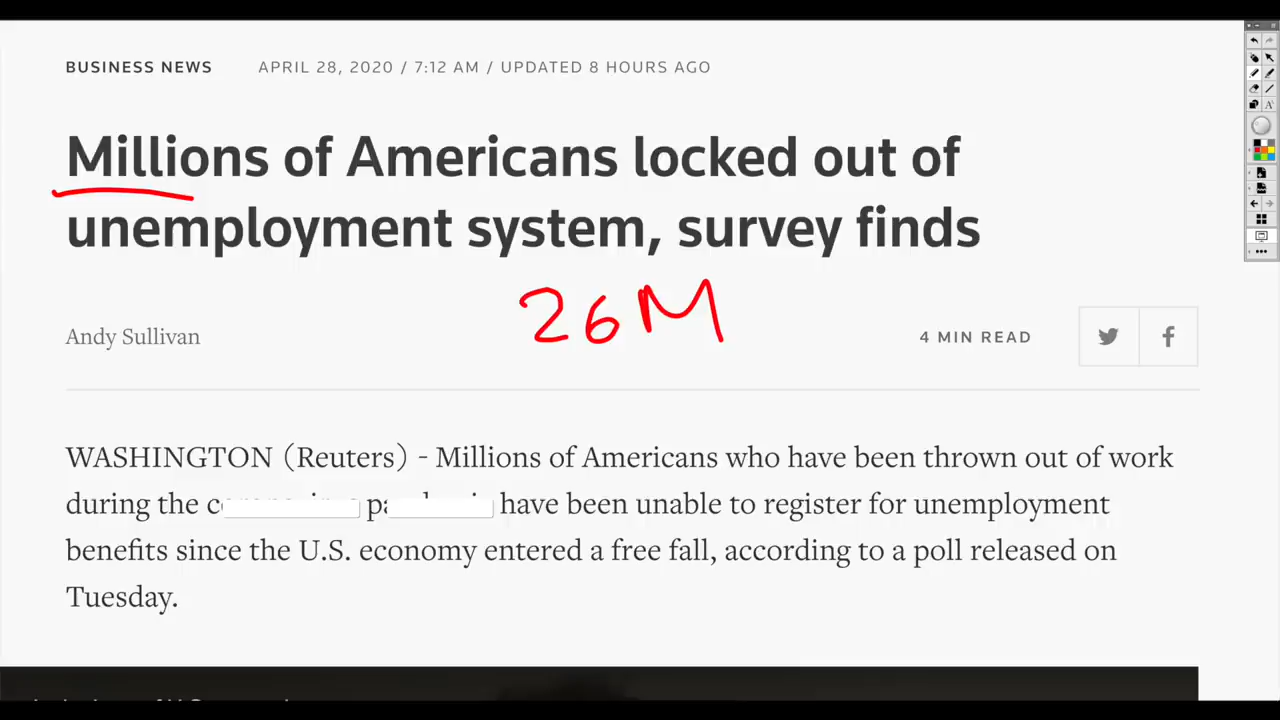 BUSINESS NEWS APRIL 28, 2020 / 7:12 AM / UPDATED 8 HOURS AGO
Millions of Americans locked out of
unemployment system, survey finds
26M
Andy Sullivan 4 MIN READ
WASHINGTON (Reuters) - Millions of Americans who have been thrown out of work
during the have been unable to register for unemployment
benefits since the U.S. economy entered a free fall, according to a poll released on
Tuesday.